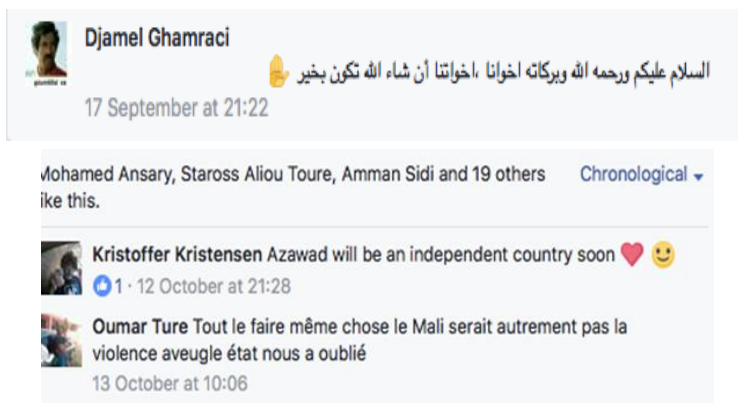 Djamel Ghamraci
السلام عليكم ورحمه الله وبركاته اخوانا ،اخواتنا أن شاء الله تكون بخير ✋
17 September at 21:22
Mohamed Ansary, Staross Aliou Toure, Amman Sidi and 19 others Chronological
ike this.
Kristoffer Kristensen Azawad will be an independent country soon ❤️ 🙂
1 · 12 October at 21:28
Oumar Ture Tout le faire même chose le Mali serait autrement pas la
violence aveugle état nous a oublié
13 October at 10:06